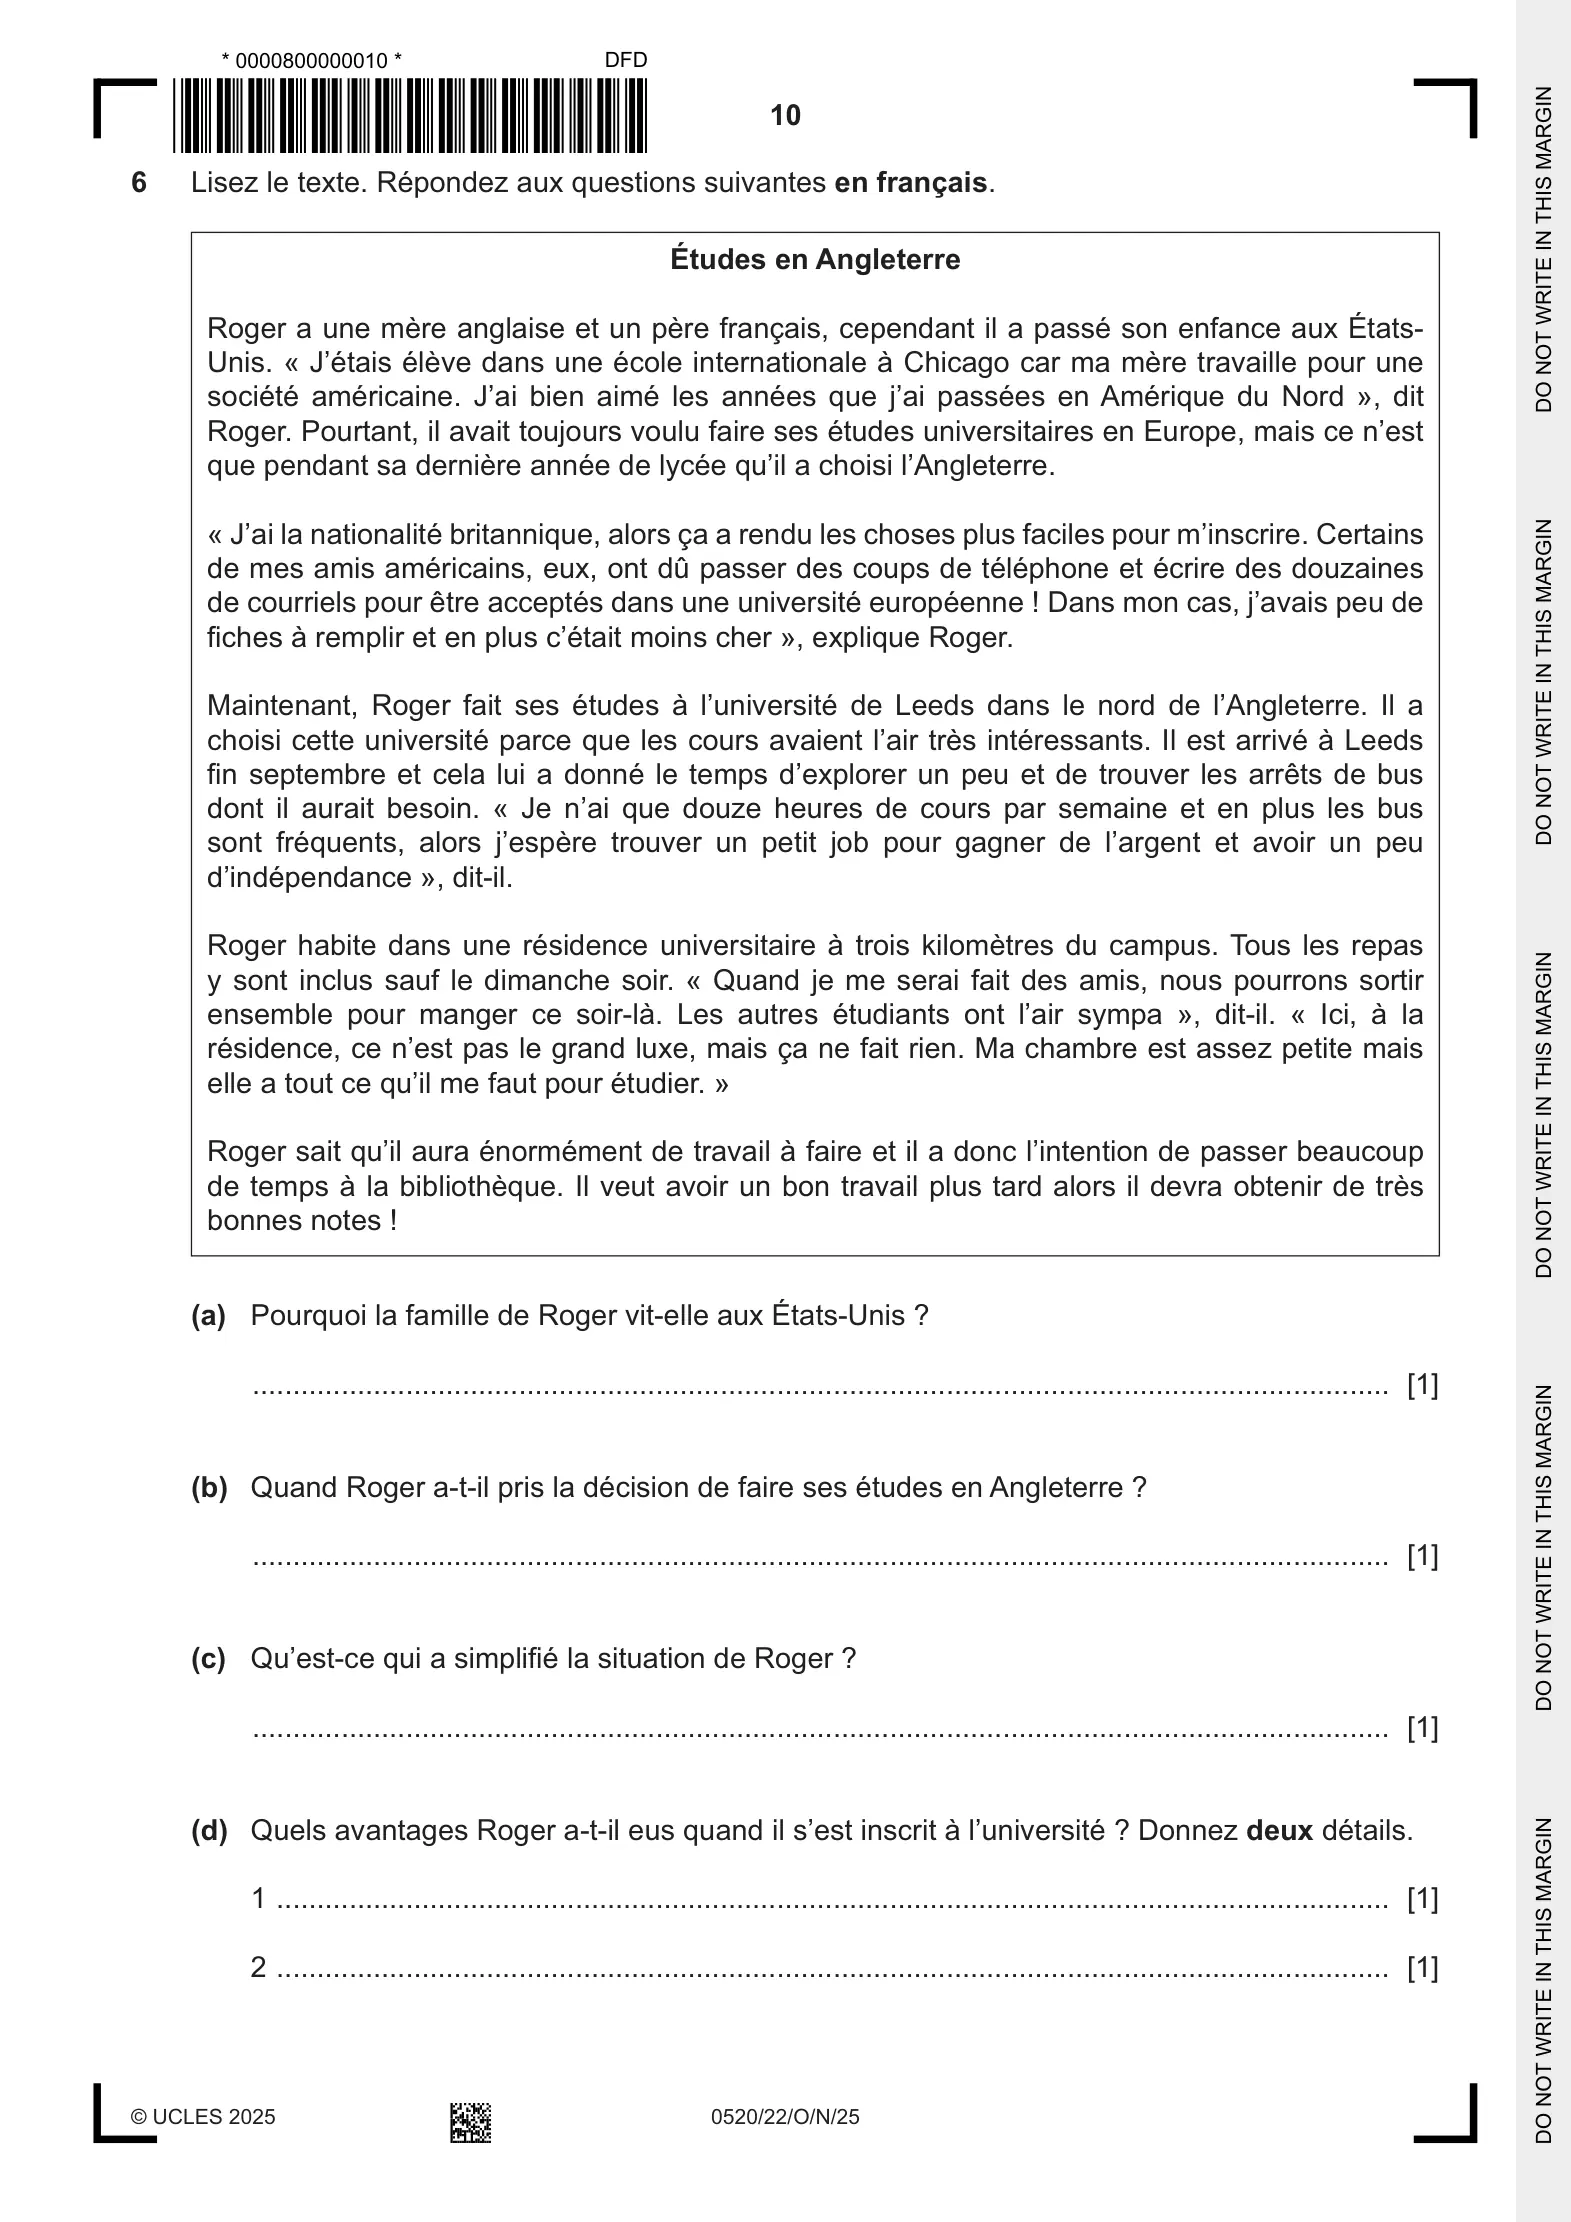 * 0000800000010 *
DFD
10
6 Lisez le texte. Répondez aux questions suivantes en français.
Études en Angleterre
Roger a une mère anglaise et un père français, cependant il a passé son enfance aux États-
Unis. « J’étais élève dans une école internationale à Chicago car ma mère travaille pour une
société américaine. J’ai bien aimé les années que j’ai passées en Amérique du Nord », dit
Roger. Pourtant, il avait toujours voulu faire ses études universitaires en Europe, mais ce n’est
que pendant sa dernière année de lycée qu’il a choisi l’Angleterre.
« J’ai la nationalité britannique, alors ça a rendu les choses plus faciles pour m’inscrire. Certains
de mes amis américains, eux, ont dû passer des coups de téléphone et écrire des douzaines
de courriels pour être acceptés dans une université européenne ! Dans mon cas, j’avais peu de
fiches à remplir et en plus c’était moins cher », explique Roger.
Maintenant, Roger fait ses études à l’université de Leeds dans le nord de l’Angleterre. Il a
choisi cette université parce que les cours avaient l’air très intéressants. Il est arrivé à Leeds
fin septembre et cela lui a donné le temps d’explorer un peu et de trouver les arrêts de bus
dont il aurait besoin. « Je n’ai que douze heures de cours par semaine et en plus les bus
sont fréquents, alors j’espère trouver un petit job pour gagner de l’argent et avoir un peu
d’indépendance », dit-il.
Roger habite dans une résidence universitaire à trois kilomètres du campus. Tous les repas
y sont inclus sauf le dimanche soir. « Quand je me serai fait des amis, nous pourrons sortir
ensemble pour manger ce soir-là. Les autres étudiants ont l’air sympa », dit-il. « Ici, à la
résidence, ce n’est pas le grand luxe, mais ça ne fait rien. Ma chambre est assez petite mais
elle a tout ce qu’il me faut pour étudier. »
Roger sait qu’il aura énormément de travail à faire et il a donc l’intention de passer beaucoup
de temps à la bibliothèque. Il veut avoir un bon travail plus tard alors il devra obtenir de très
bonnes notes !
(a) Pourquoi la famille de Roger vit-elle aux États-Unis ?
[1]
(b) Quand Roger a-t-il pris la décision de faire ses études en Angleterre ?
[1]
(c) Qu’est-ce qui a simplifié la situation de Roger ?
[1]
(d) Quels avantages Roger a-t-il eus quand il s’est inscrit à l’université ? Donnez deux détails.
1 [1]
2 [1]
© UCLES 2025
0520/22/O/N/25
DO NOT WRITE IN THIS MARGIN
DO NOT WRITE IN THIS MARGIN
DO NOT WRITE IN THIS MARGIN
DO NOT WRITE IN THIS MARGIN
DO NOT WRITE IN THIS MARGIN